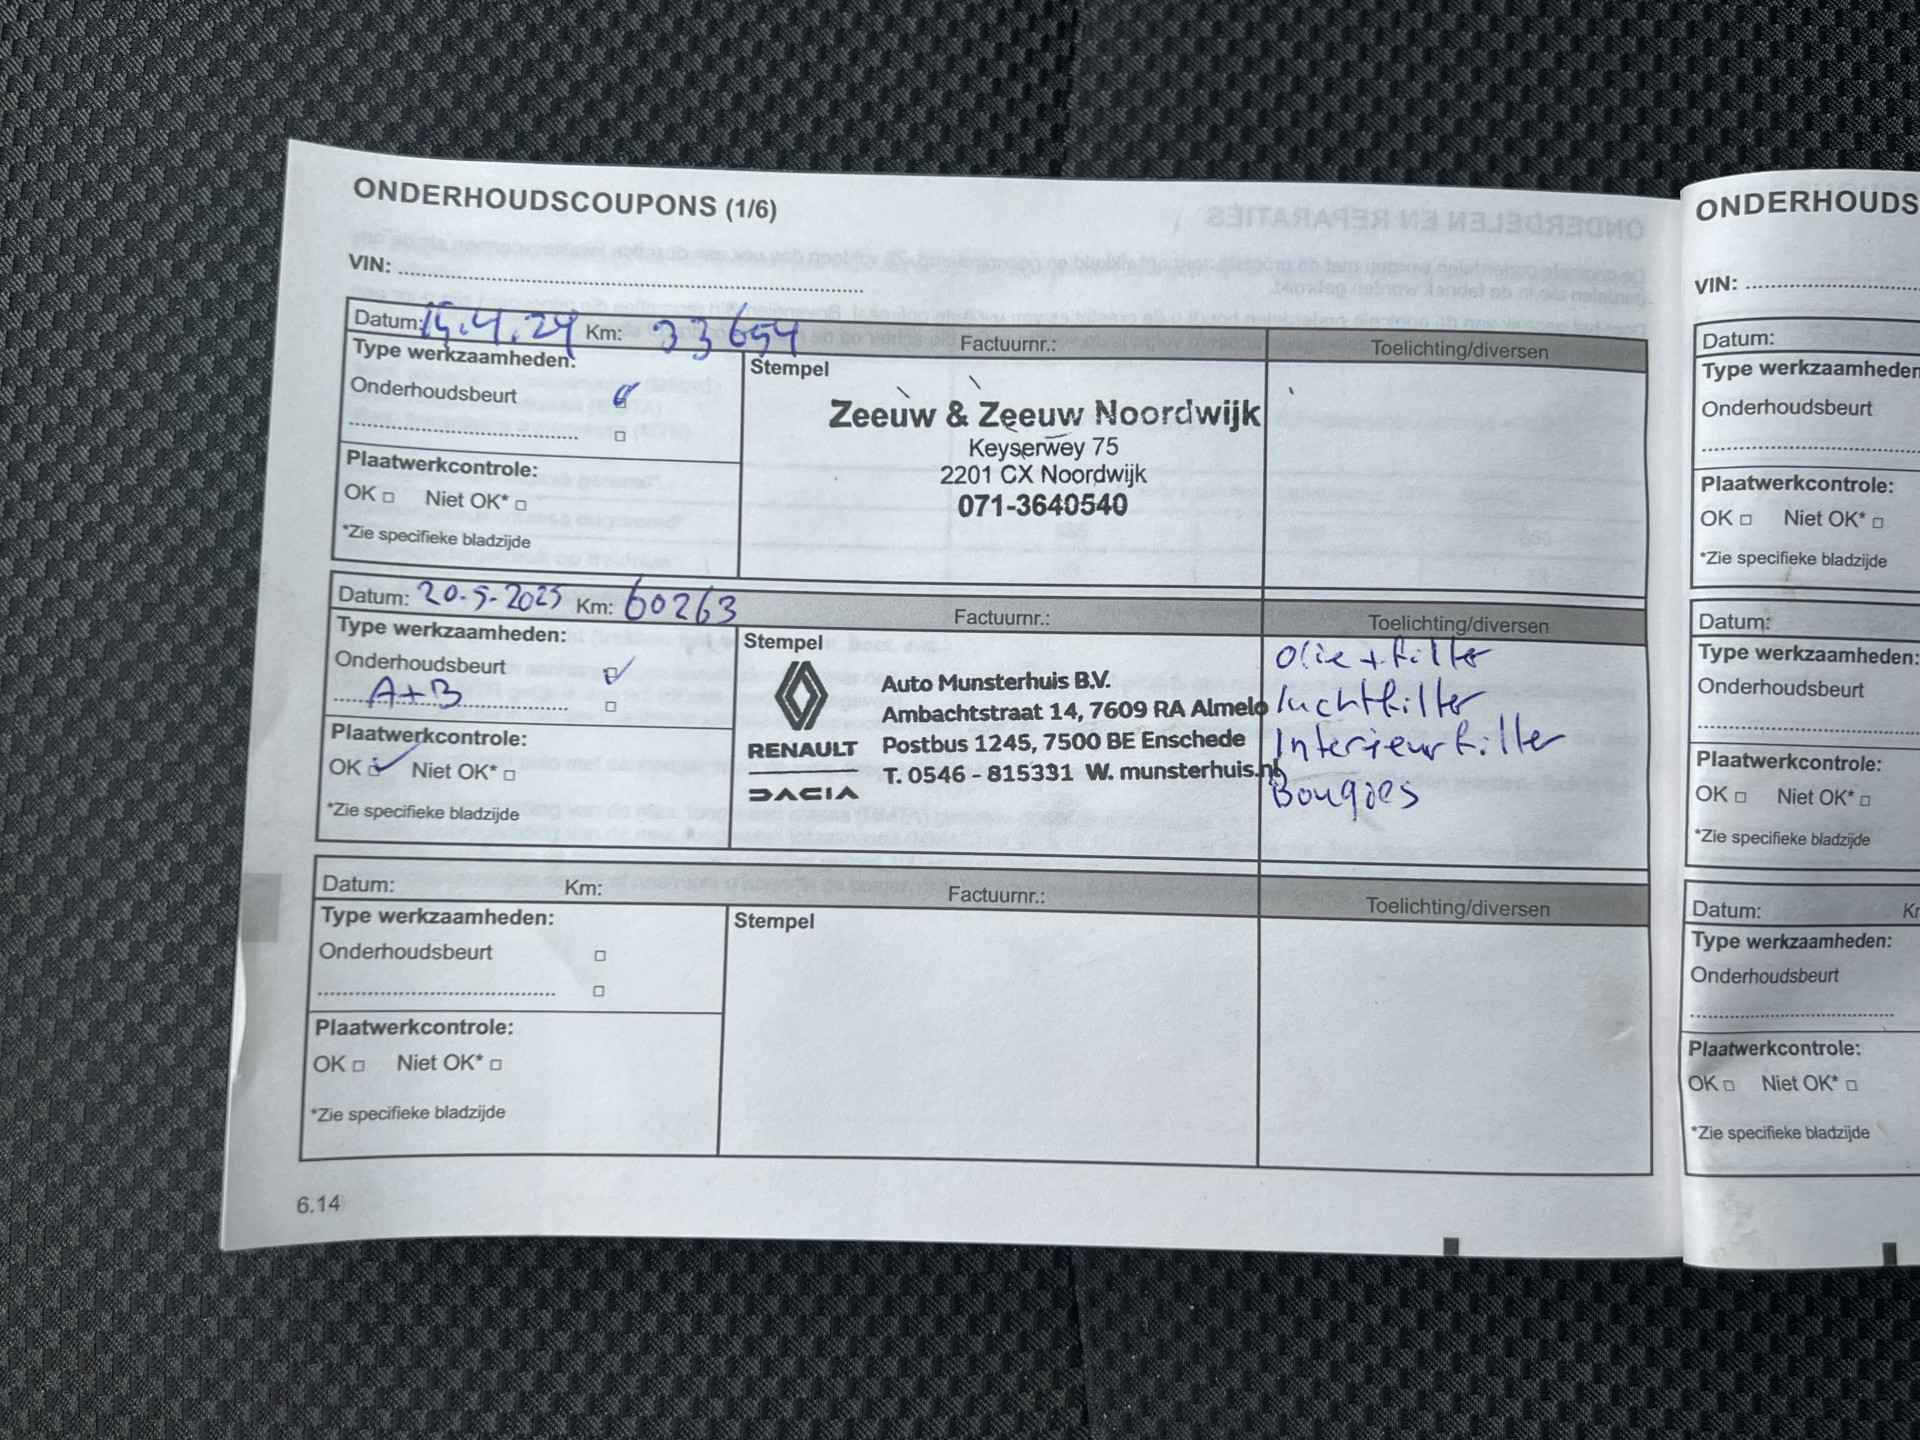 ONDERHOUDSCOUPONS (1/6)
VIN:
Datum: 15.4.24 Km: 33654 Factuurnr.: Toelichting/diversen
Type werkzaamheden:
Onderhoudsbeurt
Plaatwerkcontrole:
OK Niet OK*
*Zie specifieke bladzijde
Stempel
Zeeuw & Zeeuw Noordwijk
Keyserwey 75
2201 CX Noordwijk
071-3640540
Datum: 20-5-2025 Km: 60263 Factuurnr.: Toelichting/diversen
Type werkzaamheden:
Onderhoudsbeurt
A+B
Plaatwerkcontrole:
OK Niet OK*
*Zie specifieke bladzijde
Stempel
RENAULT
DACIA
Auto Munsterhuis B.V.
Ambachtstraat 14, 7609 RA Almelo
Postbus 1245, 7500 BE Enschede
T. 0546 - 815331 W. munsterhuis.nl
Olie + filter
luchtfilter
Interieurfilter
Bougies
Datum: Km: Factuurnr.: Toelichting/diversen
Type werkzaamheden:
Onderhoudsbeurt
Plaatwerkcontrole:
OK Niet OK*
*Zie specifieke bladzijde
Stempel
6.14
ONDERHOUDS
VIN:
Datum:
Type werkzaamheden
Onderhoudsbeurt
Plaatwerkcontrole:
OK Niet OK*
*Zie specifieke bladzijde
Datum:
Type werkzaamheden:
Onderhoudsbeurt
Plaatwerkcontrole:
OK Niet OK*
*Zie specifieke bladzijde
Datum: Km
Type werkzaamheden:
Onderhoudsbeurt
Plaatwerkcontrole:
OK Niet OK*
*Zie specifieke bladzijde